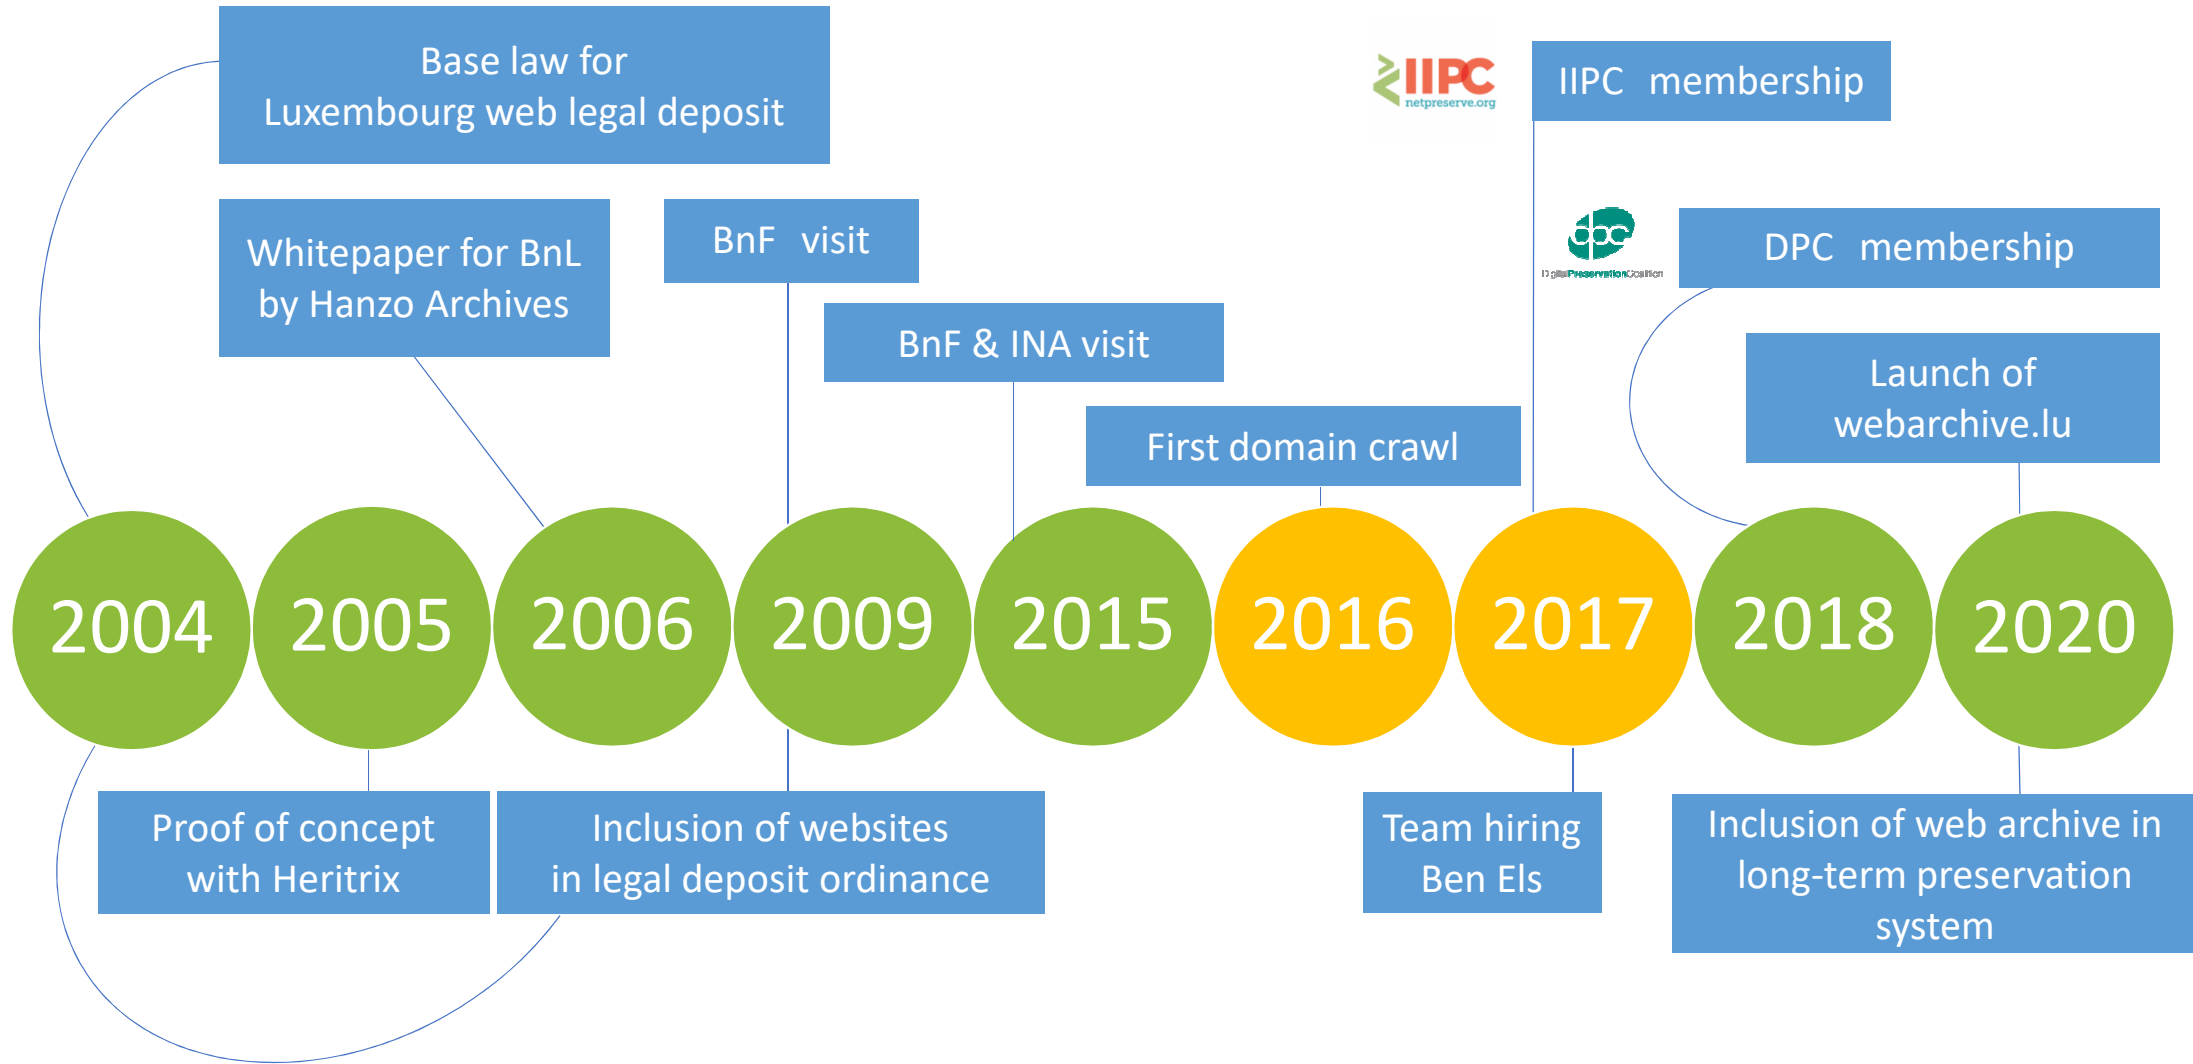 Base law for
Luxembourg web legal deposit
IIPC
netpreserve.org
IIPC membership
Whitepaper for BnL
by Hanzo Archives
BnF visit
dpc
DigitalPreservationCoalition
DPC membership
BnF & INA visit
Launch of
webarchive.lu
First domain crawl
2004
2005
2006
2009
2015
2016
2017
2018
2020
Proof of concept
with Heritrix
Inclusion of websites
in legal deposit ordinance
Team hiring
Ben Els
Inclusion of web archive in
long-term preservation
system